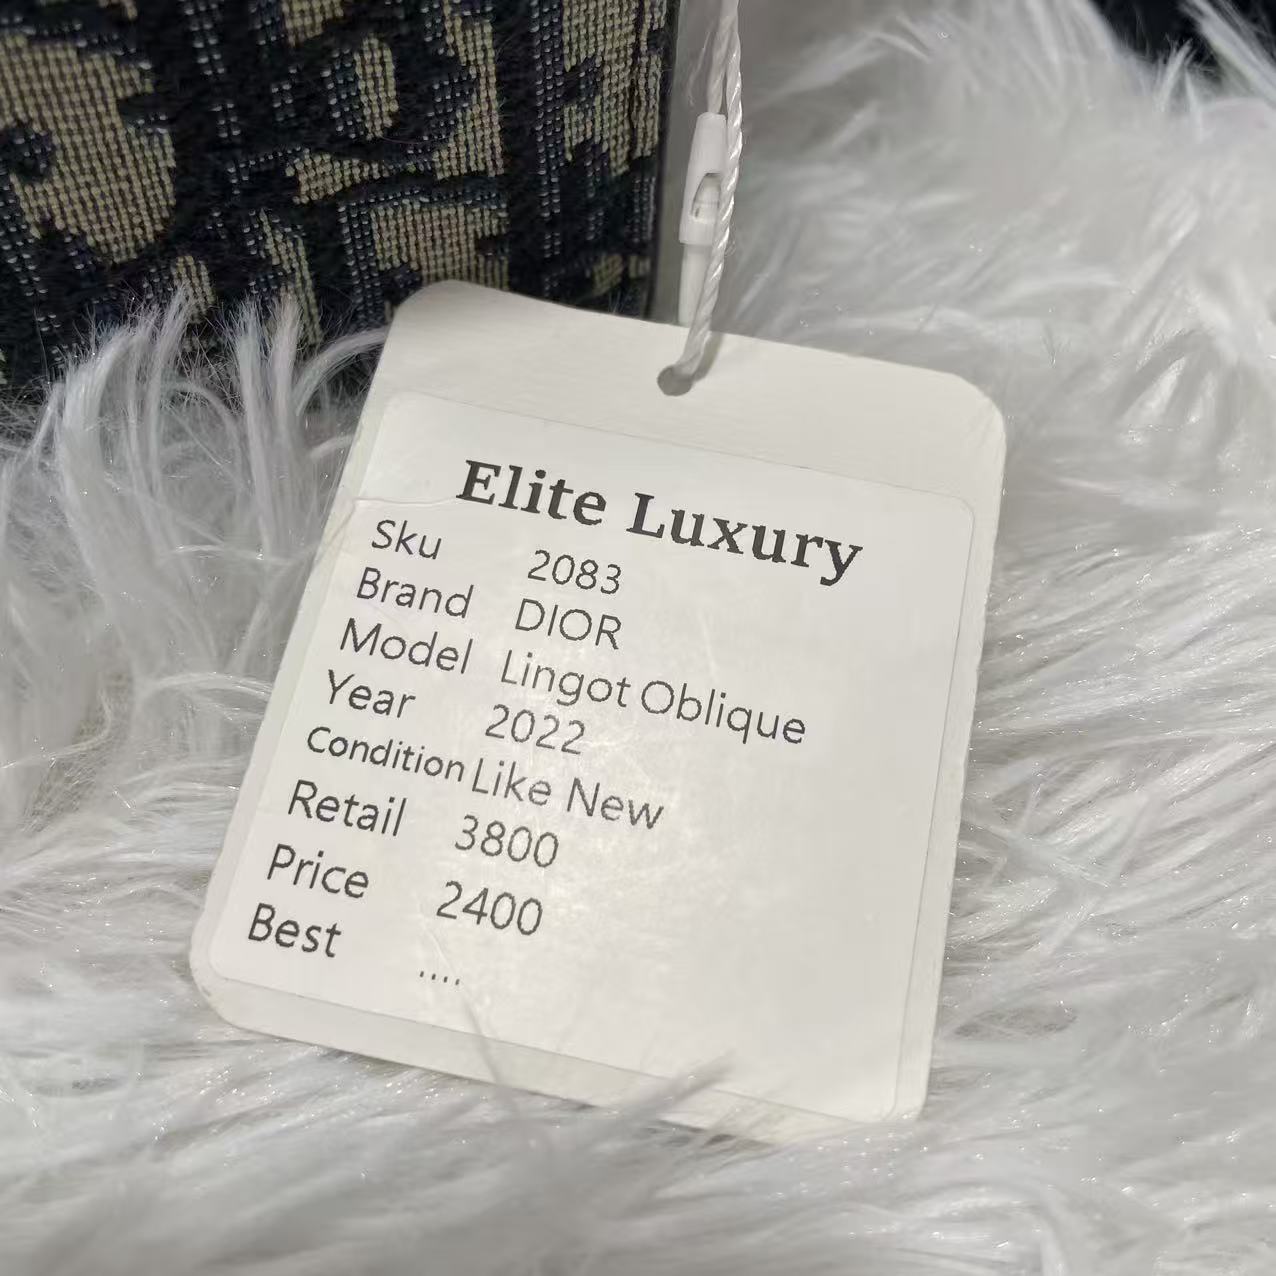 Elite Luxury
Sku 2083
Brand DIOR
Model Lingot Oblique
Year 2022
Condition Like New
Retail 3800
Price 2400
Best ....